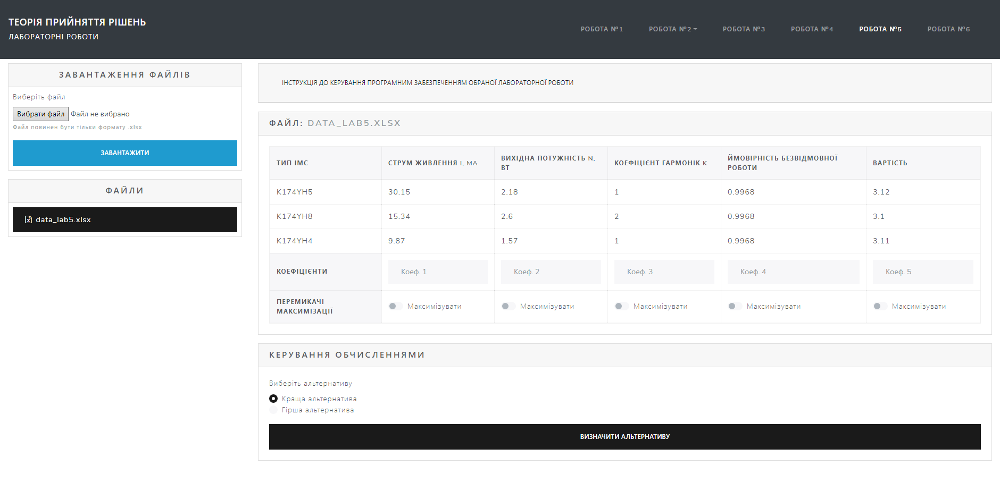 ТЕОРІЯ ПРИЙНЯТТЯ РІШЕНЬ
ЛАБОРАТОРНІ РОБОТИ
РОБОТА №1 РОБОТА №2 РОБОТА №3 РОБОТА №4 РОБОТА №5 РОБОТА №6
ЗАВАНТАЖЕННЯ ФАЙЛІВ
Виберіть файл
Вибрати файл Файл не вибрано
Файл повинен бути тільки формату .xlsx
ЗАВАНТАЖИТИ
ФАЙЛИ
data_lab5.xlsx
ІНСТРУКЦІЯ ДО КЕРУВАННЯ ПРОГРАМНИМ ЗАБЕЗПЕЧЕННЯМ ОБРАНОЇ ЛАБОРАТОРНОЇ РОБОТИ
ФАЙЛ: DATA_LAB5.XLSX
ТИП ІМС
СТРУМ ЖИВЛЕННЯ I, МА
ВИХІДНА ПОТУЖНІСТЬ N,
ВТ
КОЕФІЦІЄНТ ГАРМОНІК K
ЙМОВІРНІСТЬ БЕЗВІДМОВНОЇ
РОБОТИ
ВАРТІСТЬ
K174YH5 30.15 2.18 1 0.9968 3.12
K174YH8 15.34 2.6 2 0.9968 3.1
K174YH4 9.87 1.57 1 0.9968 3.11
КОЕФІЦІЄНТИ Коеф. 1 Коеф. 2 Коеф. 3 Коеф. 4 Коеф. 5
ПЕРЕМИКАЧІ
МАКСИМІЗАЦІЇ
Максимізувати Максимізувати Максимізувати Максимізувати Максимізувати
КЕРУВАННЯ ОБЧИСЛЕННЯМИ
Виберіть альтернативу
Краща альтернатива
Гірша альтернатива
ВИЗНАЧИТИ АЛЬТЕРНАТИВУ